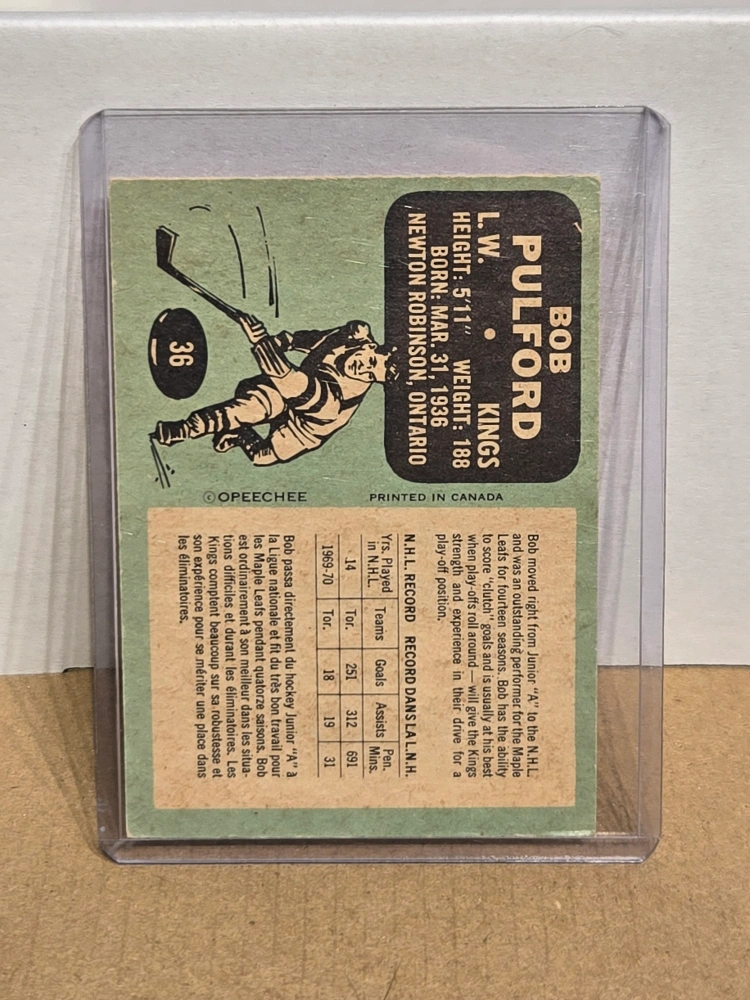 BOB
PULFORD
L.W. • KINGS
HEIGHT: 5'11" WEIGHT: 188
BORN: MAR. 31, 1936
NEWTON ROBINSON, ONTARIO
36
© OPEECHEE PRINTED IN CANADA
Bob moved right from Junior "A" to the N.H.L.
and was an outstanding performer for the Maple
Leafs for fourteen seasons. Bob has the ability
to score "clutch" goals and is usually at his best
when play-offs roll around — will give the Kings
strength and experience in their drive for a
play-off position.
N.H.L. RECORD RECORD DANS LA L.N.H.
Yrs. Played in N.H.L. Teams Goals Assists Pen. Mins.
14 Tor. 251 312 691
1969-70 Tor. 18 19 31
Bob passa directement du hockey Junior "A" à
la Ligue nationale et fit du très bon travail pour
les Maple Leafs pendant quatorze saisons. Bob
est ordinairement à son meilleur dans les situa-
tions difficiles et durant les éliminatoires. Les
Kings comptent beaucoup sur sa robustesse et
son expérience pour se mériter une place dans
les éliminatoires.